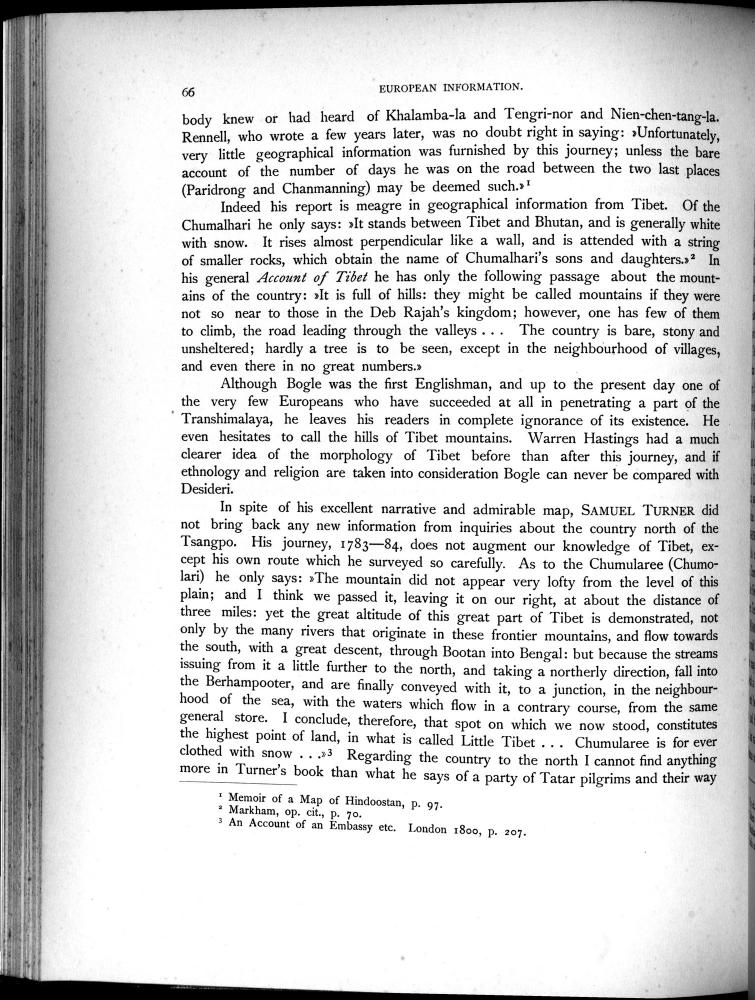 66
EUROPEAN INFORMATION.
body knew or had heard of Khalamba-la and Tengri-nor and Nien-chen-tang-la.
Rennell, who wrote a few years later, was no doubt right in saying: »Unfortunately,
very little geographical information was furnished by this journey; unless the bare
account of the number of days he was on the road between the two last places
(Paridrong and Chanmanning) may be deemed such.»¹
Indeed his report is meagre in geographical information from Tibet. Of the
Chumalhari he only says: »It stands between Tibet and Bhutan, and is generally white
with snow. It rises almost perpendicular like a wall, and is attended with a string
of smaller rocks, which obtain the name of Chumalhari's sons and daughters.»² In
his general Account of Tibet he has only the following passage about the mount-
ains of the country: »It is full of hills: they might be called mountains if they were
not so near to those in the Deb Rajah's kingdom; however, one has few of them
to climb, the road leading through the valleys . . . The country is bare, stony and
unsheltered; hardly a tree is to be seen, except in the neighbourhood of villages,
and even there in no great numbers.»
Although Bogle was the first Englishman, and up to the present day one of
the very few Europeans who have succeeded at all in penetrating a part of the
Transhimalaya, he leaves his readers in complete ignorance of its existence. He
even hesitates to call the hills of Tibet mountains. Warren Hastings had a much
clearer idea of the morphology of Tibet before than after this journey, and if
ethnology and religion are taken into consideration Bogle can never be compared with
Desideri.
In spite of his excellent narrative and admirable map, SAMUEL TURNER did
not bring back any new information from inquiries about the country north of the
Tsangpo. His journey, 1783—84, does not augment our knowledge of Tibet, ex-
cept his own route which he surveyed so carefully. As to the Chumularee (Chumo-
lari) he only says: »The mountain did not appear very lofty from the level of this
plain; and I think we passed it, leaving it on our right, at about the distance of
three miles: yet the great altitude of this great part of Tibet is demonstrated, not
only by the many rivers that originate in these frontier mountains, and flow towards
the south, with a great descent, through Bootan into Bengal: but because the streams
issuing from it a little further to the north, and taking a northerly direction, fall into
the Berhampooter, and are finally conveyed with it, to a junction, in the neighbour-
hood of the sea, with the waters which flow in a contrary course, from the same
general store. I conclude, therefore, that spot on which we now stood, constitutes
the highest point of land, in what is called Little Tibet . . . Chumularee is for ever
clothed with snow . . .»³ Regarding the country to the north I cannot find anything
more in Turner's book than what he says of a party of Tatar pilgrims and their way
¹ Memoir of a Map of Hindoostan, p. 97.
² Markham, op. cit., p. 70.
³ An Account of an Embassy etc. London 1800, p. 207.